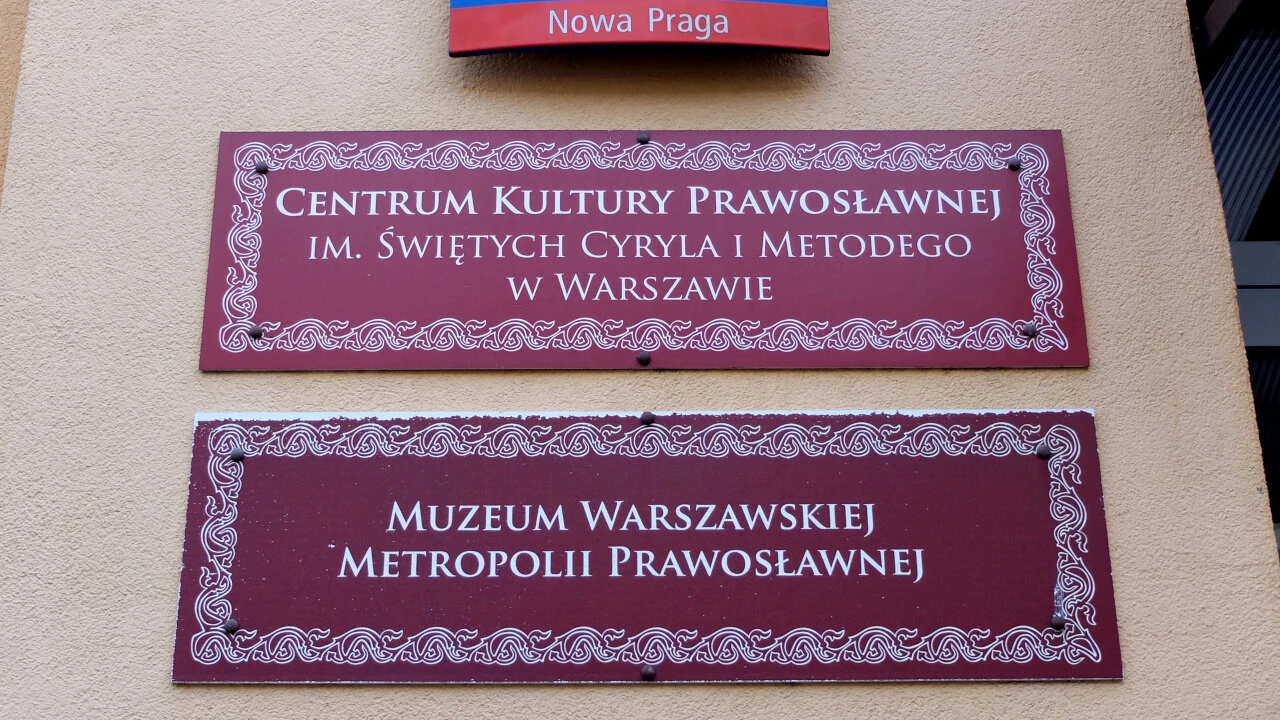 Nowa Praga
Centrum Kultury Prawosławnej
im. Świętych Cyryla i Metodego
w Warszawie
Muzeum Warszawskiej
Metropolii Prawosławnej